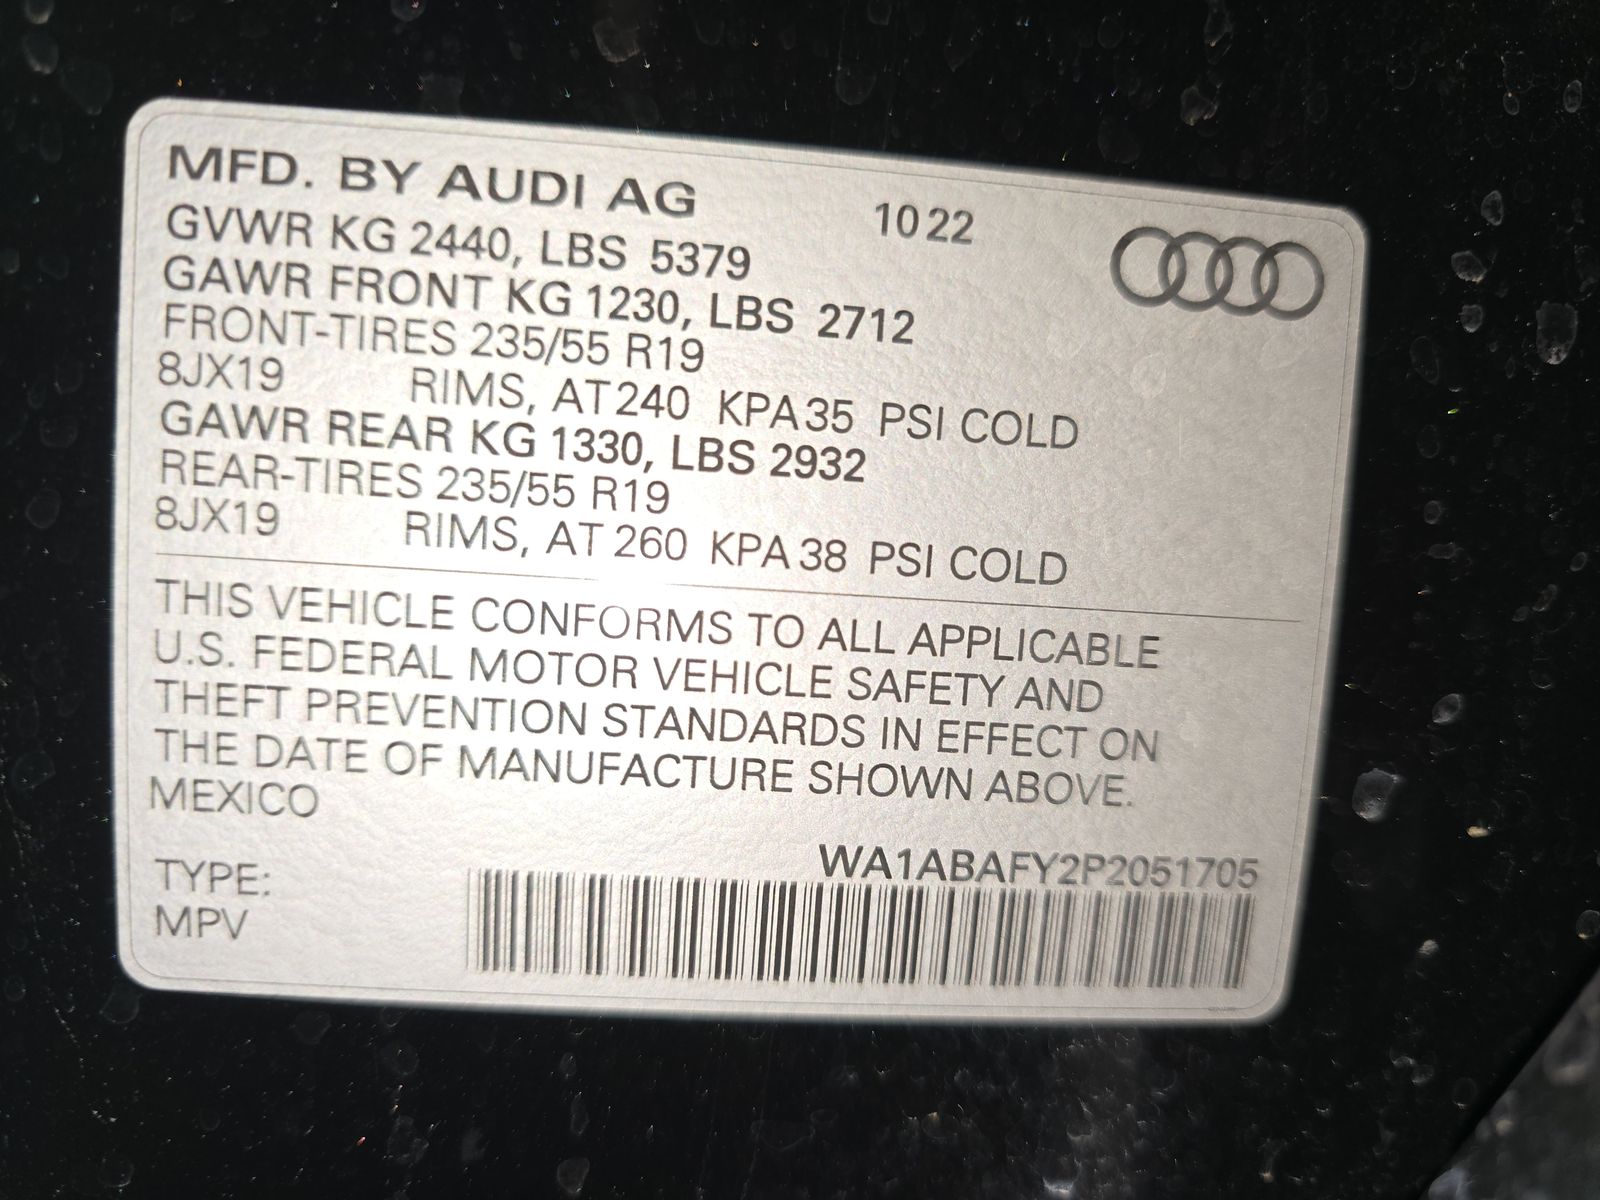 MFD. BY AUDI AG 10 22
GVWR KG 2440, LBS 5379
GAWR FRONT KG 1230, LBS 2712
FRONT-TIRES 235/55 R19
8JX19 RIMS, AT 240 KPA 35 PSI COLD
GAWR REAR KG 1330, LBS 2932
REAR-TIRES 235/55 R19
8JX19 RIMS, AT 260 KPA 38 PSI COLD
THIS VEHICLE CONFORMS TO ALL APPLICABLE
U.S. FEDERAL MOTOR VEHICLE SAFETY AND
THEFT PREVENTION STANDARDS IN EFFECT ON
THE DATE OF MANUFACTURE SHOWN ABOVE.
MEXICO
WA1ABAFY2P2051705
TYPE:
MPV